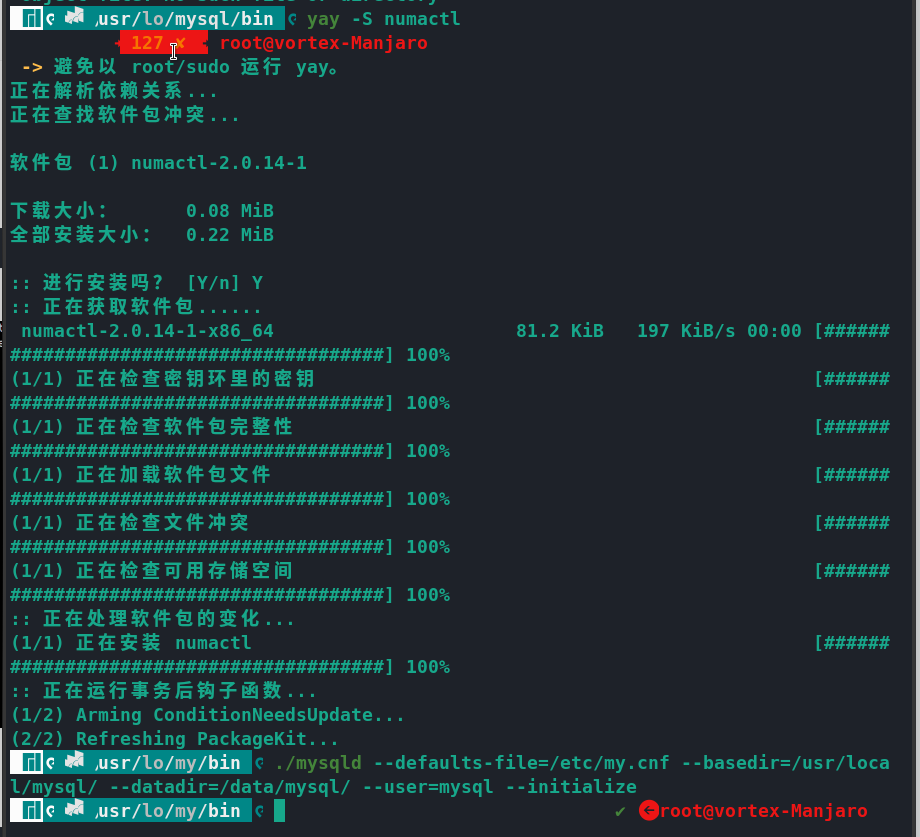 /usr/lo/mysql/bin yay -S numactl
127 ✘ root@vortex-Manjaro
-> 避免以 root/sudo 运行 yay。
正在解析依赖关系...
正在查找软件包冲突...
软件包 (1) numactl-2.0.14-1
下载大小： 0.08 MiB
全部安装大小： 0.22 MiB
:: 进行安装吗？ [Y/n] Y
:: 正在获取软件包......
numactl-2.0.14-1-x86_64 81.2 KiB 197 KiB/s 00:00 [######
##################################] 100%
(1/1) 正在检查密钥环里的密钥 [######
##################################] 100%
(1/1) 正在检查软件包完整性 [######
##################################] 100%
(1/1) 正在加载软件包文件 [######
##################################] 100%
(1/1) 正在检查文件冲突 [######
##################################] 100%
(1/1) 正在检查可用存储空间 [######
##################################] 100%
:: 正在处理软件包的变化...
(1/1) 正在安装 numactl [######
##################################] 100%
:: 正在运行事务后钩子函数...
(1/2) Arming ConditionNeedsUpdate...
(2/2) Refreshing PackageKit...
/usr/lo/my/bin ./mysqld --defaults-file=/etc/my.cnf --basedir=/usr/loca
l/mysql/ --datadir=/data/mysql/ --user=mysql --initialize
/usr/lo/my/bin ✔ root@vortex-Manjaro